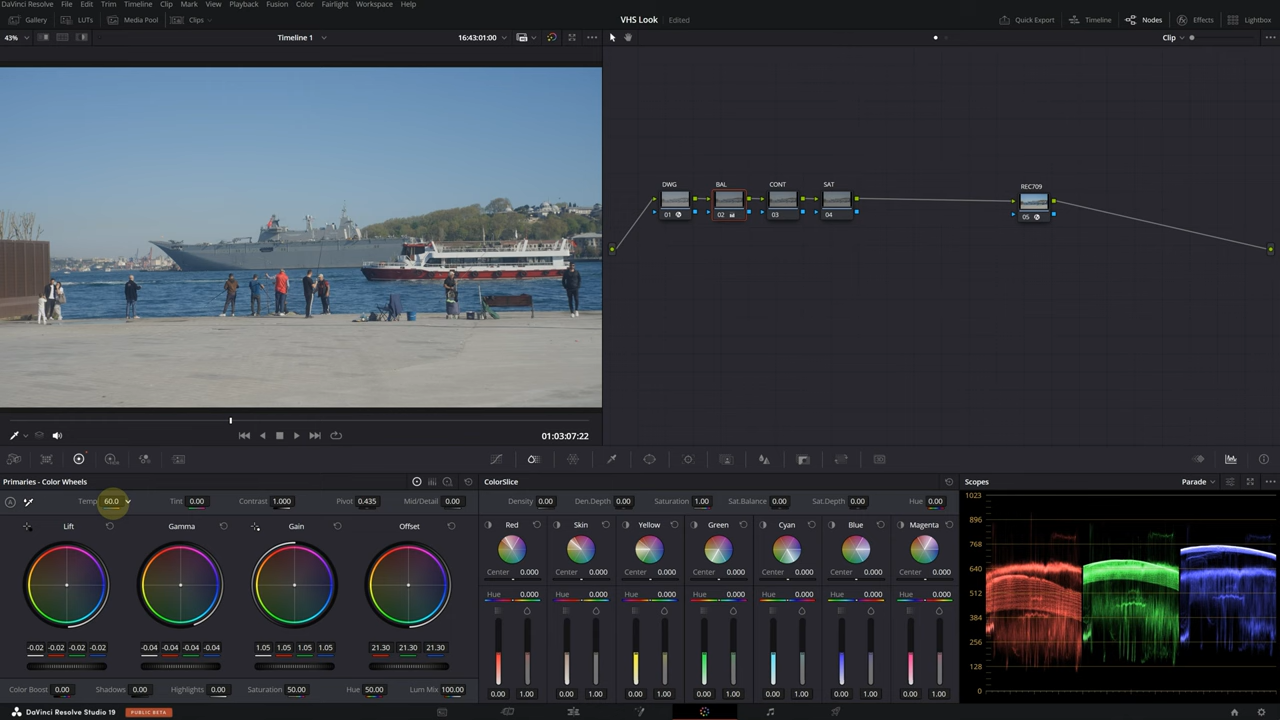 DaVinci Resolve File Edit Trim Timeline Clip Mark View Playback Fusion Color Fairlight Workspace Help
Gallery LUTs Media Pool Clips VHS Look Edited Quick Export Timeline Nodes Effects Lightbox
43% Timeline 1 16:43:01:00 Clip
DWG BAL CONT SAT REC709
01 02 03 04 05
01:03:07:22
Primaries - Color Wheels ColorSlice Scopes Parade
Temp 60.0 Tint 0.00 Contrast 1.000 Pivot 0.435 Mid/Detail 0.00 Density 0.00 Den.Depth 0.00 Saturation 1.00 Sat.Balance 0.00 Sat.Depth 0.00 Hue 0.00
Lift Gamma Gain Offset Red Skin Yellow Green Cyan Blue Magenta
Center 0.000 Center 0.000 Center 0.000 Center 0.000 Center 0.000 Center 0.000 Center 0.000
Hue 0.000 Hue 0.000 Hue 0.000 Hue 0.000 Hue 0.000 Hue 0.000 Hue 0.000
-0.02 -0.02 -0.02 -0.02 -0.04 -0.04 -0.04 -0.04 1.05 1.05 1.05 1.05 21.30 21.30 21.30
Color Boost 0.00 Shadows 0.00 Highlights 0.00 Saturation 50.00 Hue 50.00 Lum Mix 100.00 0.00 1.00 0.00 1.00 0.00 1.00 0.00 1.00 0.00 1.00 0.00 1.00 0.00 1.00
1023
896
768
640
512
384
256
128
0
DaVinci Resolve Studio 19 PUBLIC BETA